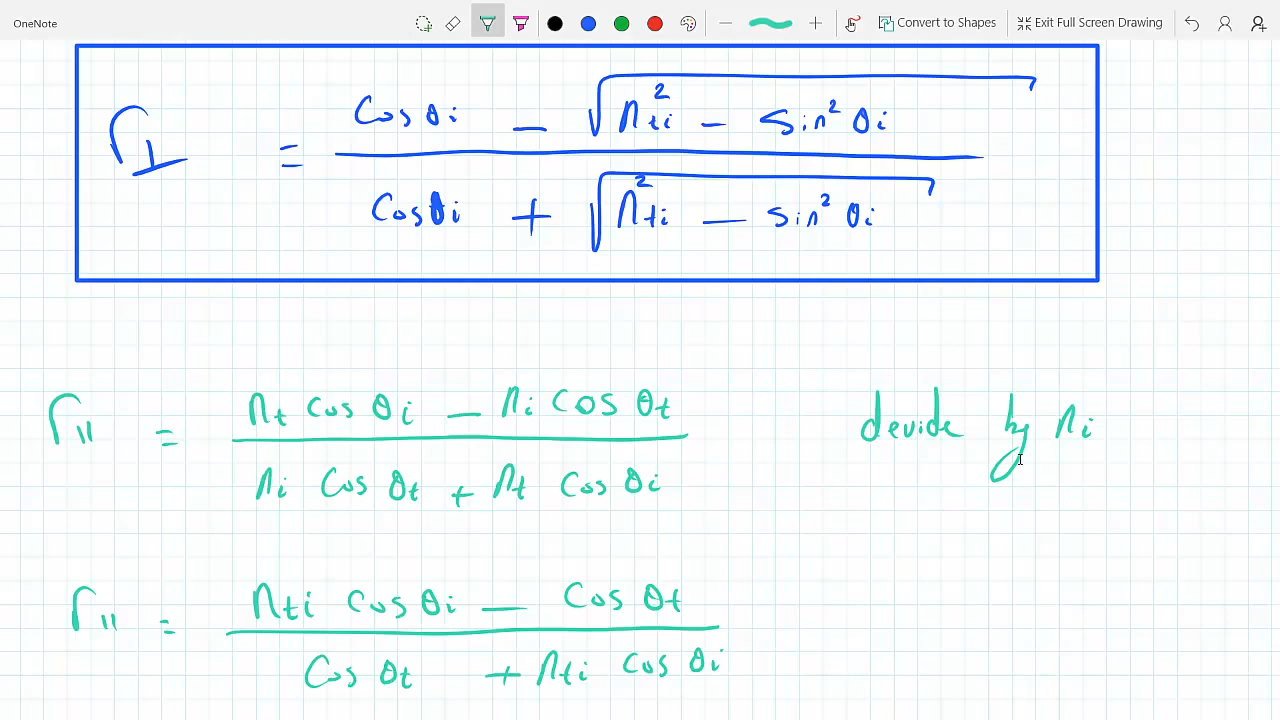 OneNote
Convert to Shapes
Exit Full Screen Drawing
r⊥ = (cos θi − √(nti² − sin² θi)) / (cos θi + √(nti² − sin² θi))
r∥ = (nt cos θi − ni cos θt) / (ni cos θt + nt cos θi)
devide by ni
r∥ = (nti cos θi − cos θt) / (cos θt + nti cos θi)